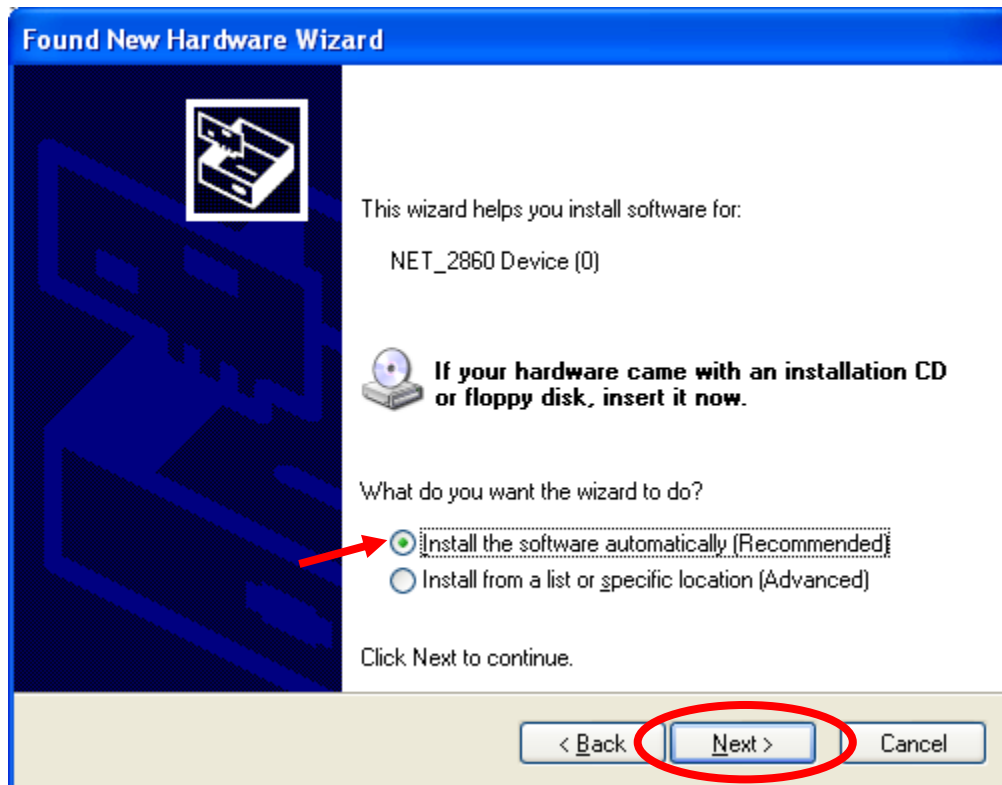 Found New Hardware Wizard
This wizard helps you install software for:
NET_2860 Device (0)
If your hardware came with an installation CD
or floppy disk, insert it now.
What do you want the wizard to do?
Install the software automatically (Recommended)
Install from a list or specific location (Advanced)
Click Next to continue.
< Back Next > Cancel